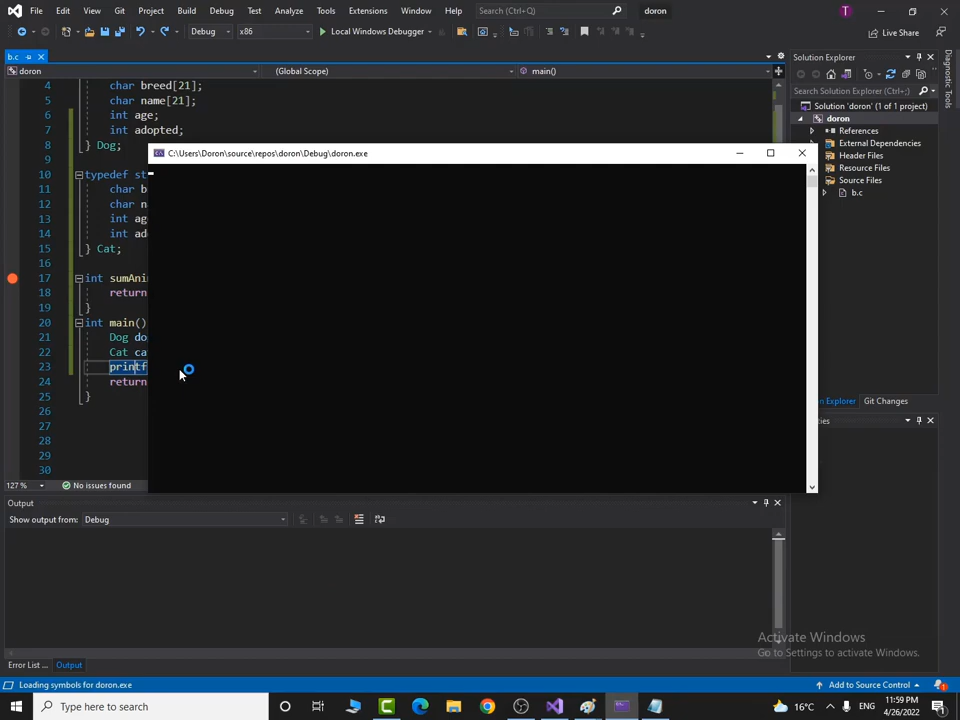 File Edit View Git Project Build Debug Test Analyze Tools Extensions Window Help Search (Ctrl+Q) doron
Debug x86 Local Windows Debugger Live Share
b.c
doron (Global Scope) main()
4 char breed[21];
5 char name[21];
6 int age;
7 int adopted;
8 } Dog;
9
10 typedef st
11 char b
12 char n
13 int ag
14 int ad
15 } Cat;
16
17 int sumAni
18 return
19 }
20 int main()
21 Dog do
22 Cat ca
23 printf
24 return
25 }
26
27
28
29
30
127 % No issues found
C:\Users\Doron\source\repos\doron\Debug\doron.exe
Solution Explorer
Search Solution Explorer (Ctrl+;)
Solution 'doron' (1 of 1 project)
doron
References
External Dependencies
Header Files
Resource Files
Source Files
b.c
Diagnostic Tools
n Explorer Git Changes
ties
Output
Show output from: Debug
Error List ... Output
Activate Windows
Go to Settings to activate Windows.
Loading symbols for doron.exe Add to Source Control 1
Type here to search 16°C 11:59 PM
4/26/2022
T
1